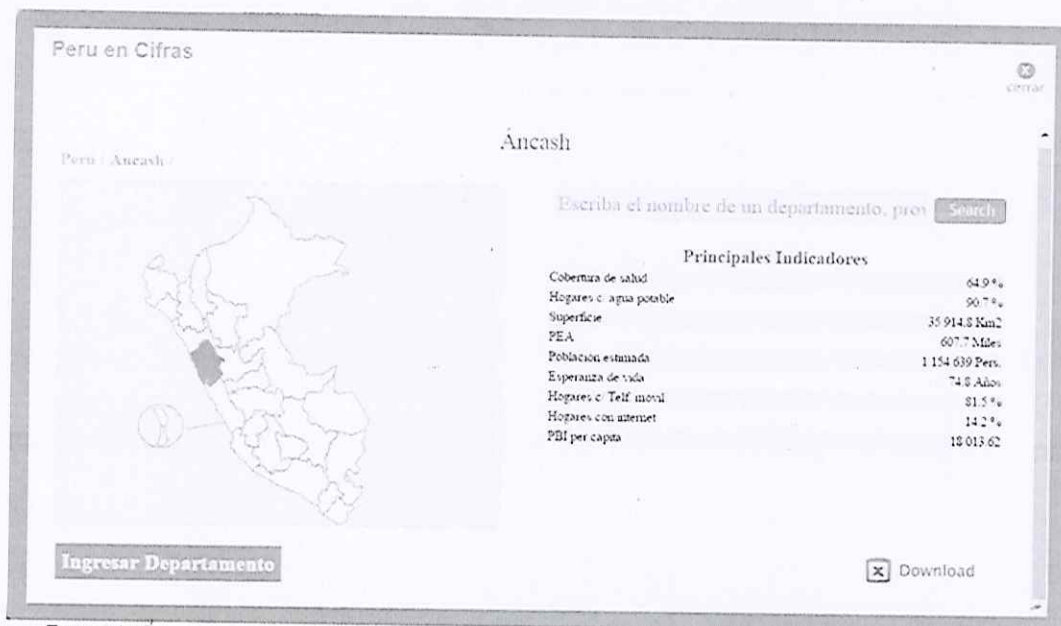 Peru en Cifras
cerrar
Áncash
Peru / Áncash /
Escriba el nombre de un departamento, prov
Search
Principales Indicadores
Cobertura de salud 64.9 %
Hogares c/ agua potable 90.7 %
Superficie 35 914.8 Km2
PEA 607.7 Miles
Población estimada 1 154 639 Pers.
Esperanza de vida 74.8 Años
Hogares c/ Telf. movil 81.5 %
Hogares con internet 14.2 %
PBI per capita 18 013.62
Ingresar Departamento
Download